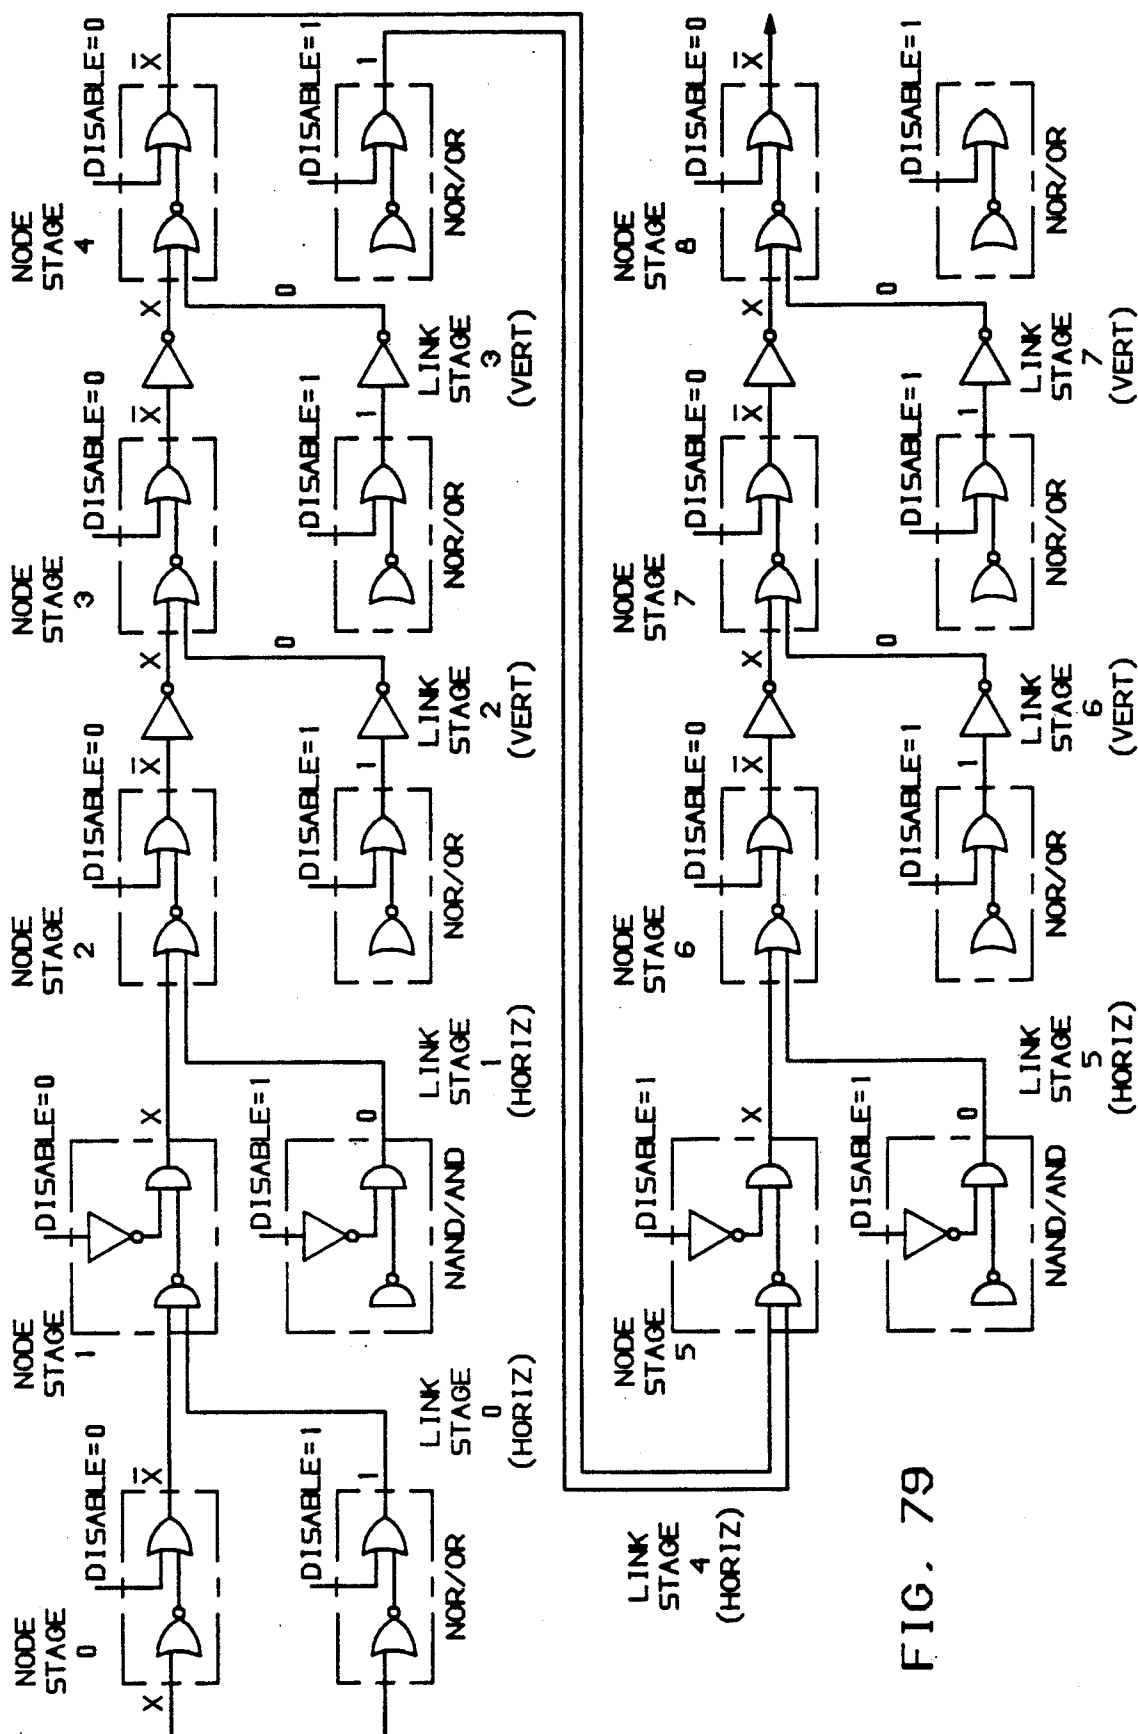 NODE
STAGE
0
NODE
STAGE
1
NODE
STAGE
2
NODE
STAGE
3
NODE
STAGE
4
DISABLE=0
DISABLE=0
DISABLE=0
DISABLE=0
DISABLE=0
X
X̅
X
X̅
X
X̅
X
X̅
DISABLE=1
DISABLE=1
DISABLE=1
DISABLE=1
DISABLE=1
1
0
1
0
1
0
1
NOR/OR
NAND/AND
NOR/OR
NOR/OR
NOR/OR
LINK
STAGE
0
(HORIZ)
LINK
STAGE
1
(HORIZ)
LINK
STAGE
2
(VERT)
LINK
STAGE
3
(VERT)
LINK
STAGE
4
(HORIZ)
NODE
STAGE
5
NODE
STAGE
6
NODE
STAGE
7
NODE
STAGE
8
DISABLE=1
DISABLE=0
DISABLE=0
DISABLE=0
X
X̅
X
X̅
X
X̅
DISABLE=1
DISABLE=1
DISABLE=1
DISABLE=1
0
1
0
1
0
NAND/AND
NOR/OR
NOR/OR
NOR/OR
LINK
STAGE
5
(HORIZ)
LINK
STAGE
6
(VERT)
LINK
STAGE
7
(VERT)
FIG. 79